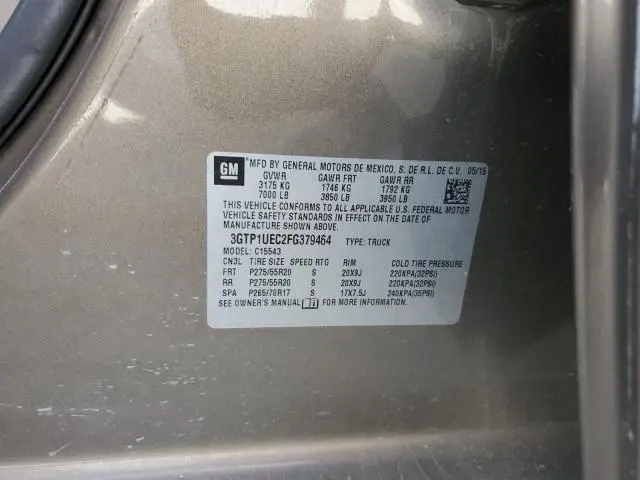 GM MFD BY GENERAL MOTORS DE MEXICO, S. DE R.L. DE C.V. 05/15
GVWR GAWR FRT GAWR RR
3175 KG 1746 KG 1792 KG
7000 LB 3850 LB 3950 LB
THIS VEHICLE CONFORMS TO ALL APPLICABLE U.S. FEDERAL MOTOR
VEHICLE SAFETY STANDARDS IN EFFECT ON THE DATE OF
MANUFACTURE SHOWN ABOVE.
3GTP1UEC2FG379464 TYPE: TRUCK
MODEL: C15543
CN3L TIRE SIZE SPEED RTG RIM COLD TIRE PRESSURE
FRT P275/55R20 S 20X9J 220KPA(32PSI)
RR P275/55R20 S 20X9J 220KPA(32PSI)
SPA P265/70R17 S 17X7.5J 240KPA(35PSI)
SEE OWNER'S MANUAL FOR MORE INFORMATION.